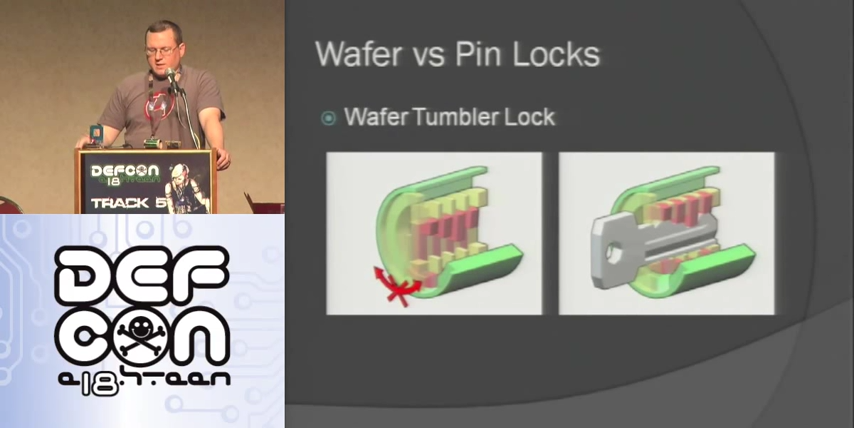 Wafer vs Pin Locks
Wafer Tumbler Lock
DEFCON
18
TRACK 5
DEF
CON
e18hteen